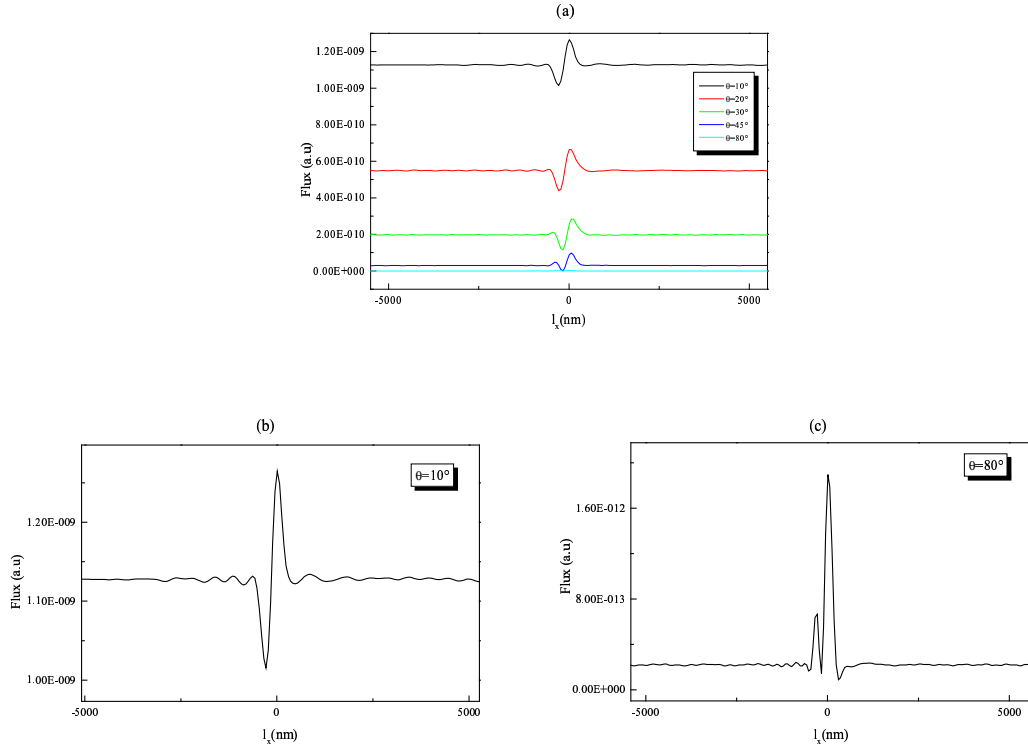 (a)
1.20E-009
1.00E-009
8.00E-010
6.00E-010
4.00E-010
2.00E-010
0.00E+000
Flux (a.u)
θ=10°
θ=20°
θ=30°
θ=45°
θ=80°
-5000 0 5000
lx(nm)
(b)
θ=10°
1.20E-009
1.10E-009
1.00E-009
Flux (a.u)
-5000 0 5000
lx(nm)
(c)
θ=80°
1.60E-012
8.00E-013
0.00E+000
Flux (a.u)
-5000 0 5000
lx(nm)